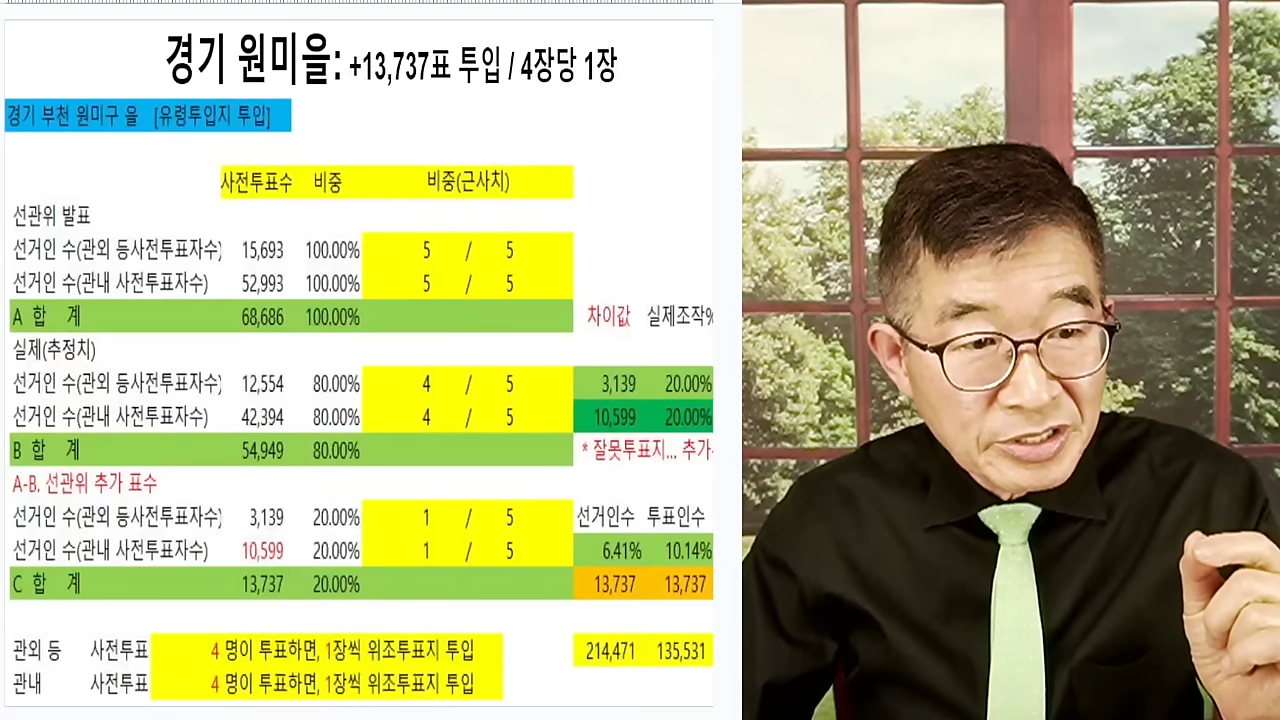 경기 원미을: +13,737표 투입 / 4장당 1장
경기 부천 원미구 을 [유령투입지 투입]
사전투표수 비중 비중(근사치)
선관위 발표
선거인 수(관외 등사전투표자수) 15,693 100.00% 5 / 5
선거인 수(관내 사전투표자수) 52,993 100.00% 5 / 5
A 합 계 68,686 100.00% 차이값 실제조작%
실제(추정치)
선거인 수(관외 등사전투표자수) 12,554 80.00% 4 / 5 3,139 20.00%
선거인 수(관내 사전투표자수) 42,394 80.00% 4 / 5 10,599 20.00%
B 합 계 54,949 80.00% * 잘못투표지... 추가
A-B. 선관위 추가 표수
선거인 수(관외 등사전투표자수) 3,139 20.00% 1 / 5 선거인수 투표인수
선거인 수(관내 사전투표자수) 10,599 20.00% 1 / 5 6.41% 10.14%
C 합 계 13,737 20.00% 13,737 13,737
관외 등 사전투표 4 명이 투표하면, 1장씩 위조투표지 투입 214,471 135,531
관내 사전투표 4 명이 투표하면, 1장씩 위조투표지 투입